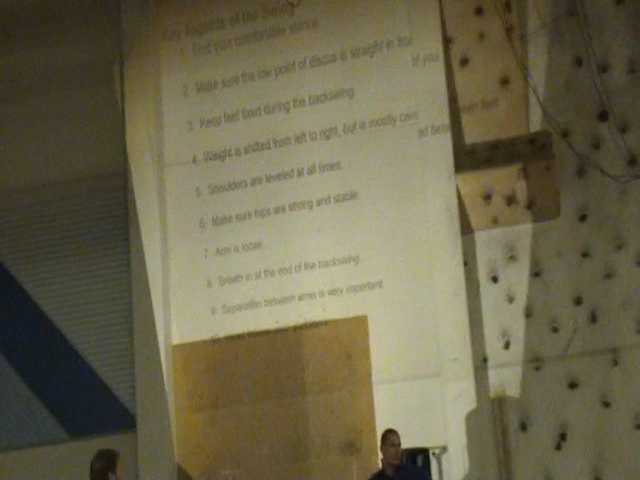 Key Aspects of the Swing
1. Find your comfortable stance.
2. Make sure the low point of discus is straight in
If you
3. Keep feet fixed during the backswing.
4. Weight is shifted from left to right, but is mostly
5. Shoulders are leveled at all times.
6. Make sure hips are strong and stable.
7. Arm is loose.
8. Breath in at the end of the backswing.
9. Separation between arms is very important.